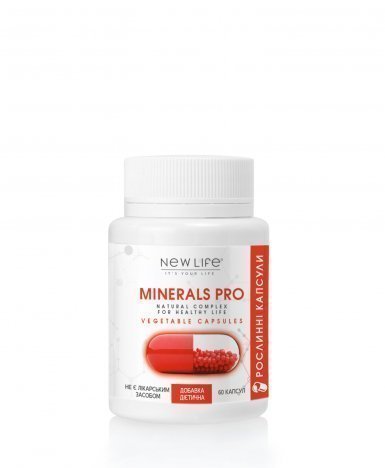 NEW LIFE®
IT'S YOUR LIFE
MINERALS PRO
NATURAL COMPLEX
FOR HEALTHY LIFE
VEGETABLE CAPSULES
НЕ Є ЛІКАРСЬКИМ
ЗАСОБОМ
ДОБАВКА
ДІЄТИЧНА
60 КАПСУЛ
РОСЛИННІ КАПСУЛИ